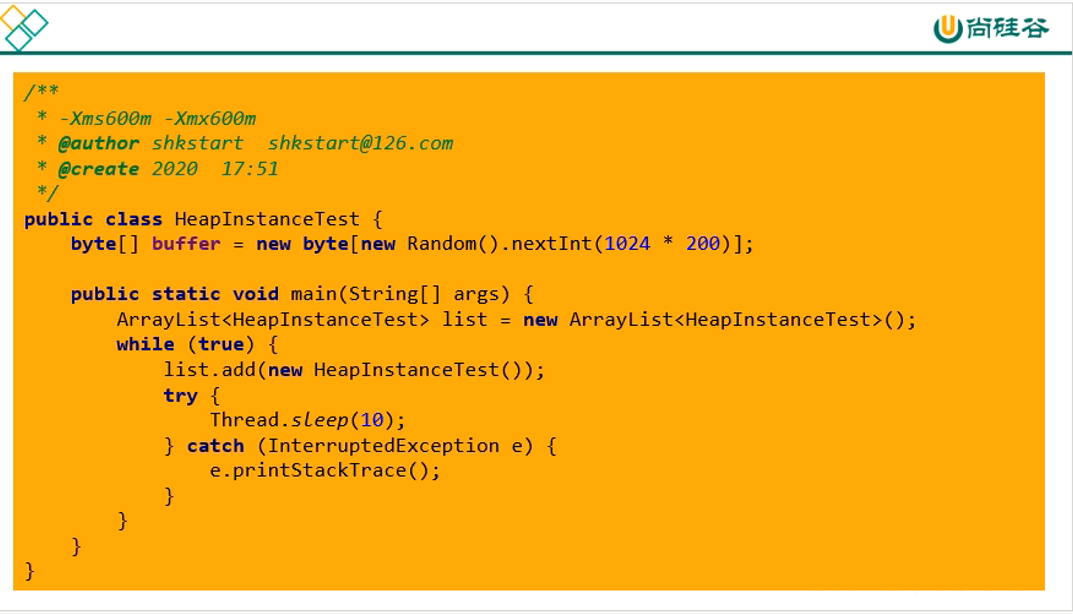 尚硅谷
/**
 * -Xms600m -Xmx600m
 * @author shkstart  shkstart@126.com
 * @create 2020  17:51
 */
public class HeapInstanceTest {
    byte[] buffer = new byte[new Random().nextInt(1024 * 200)];

    public static void main(String[] args) {
        ArrayList<HeapInstanceTest> list = new ArrayList<HeapInstanceTest>();
        while (true) {
            list.add(new HeapInstanceTest());
            try {
                Thread.sleep(10);
            } catch (InterruptedException e) {
                e.printStackTrace();
            }
        }
    }
}